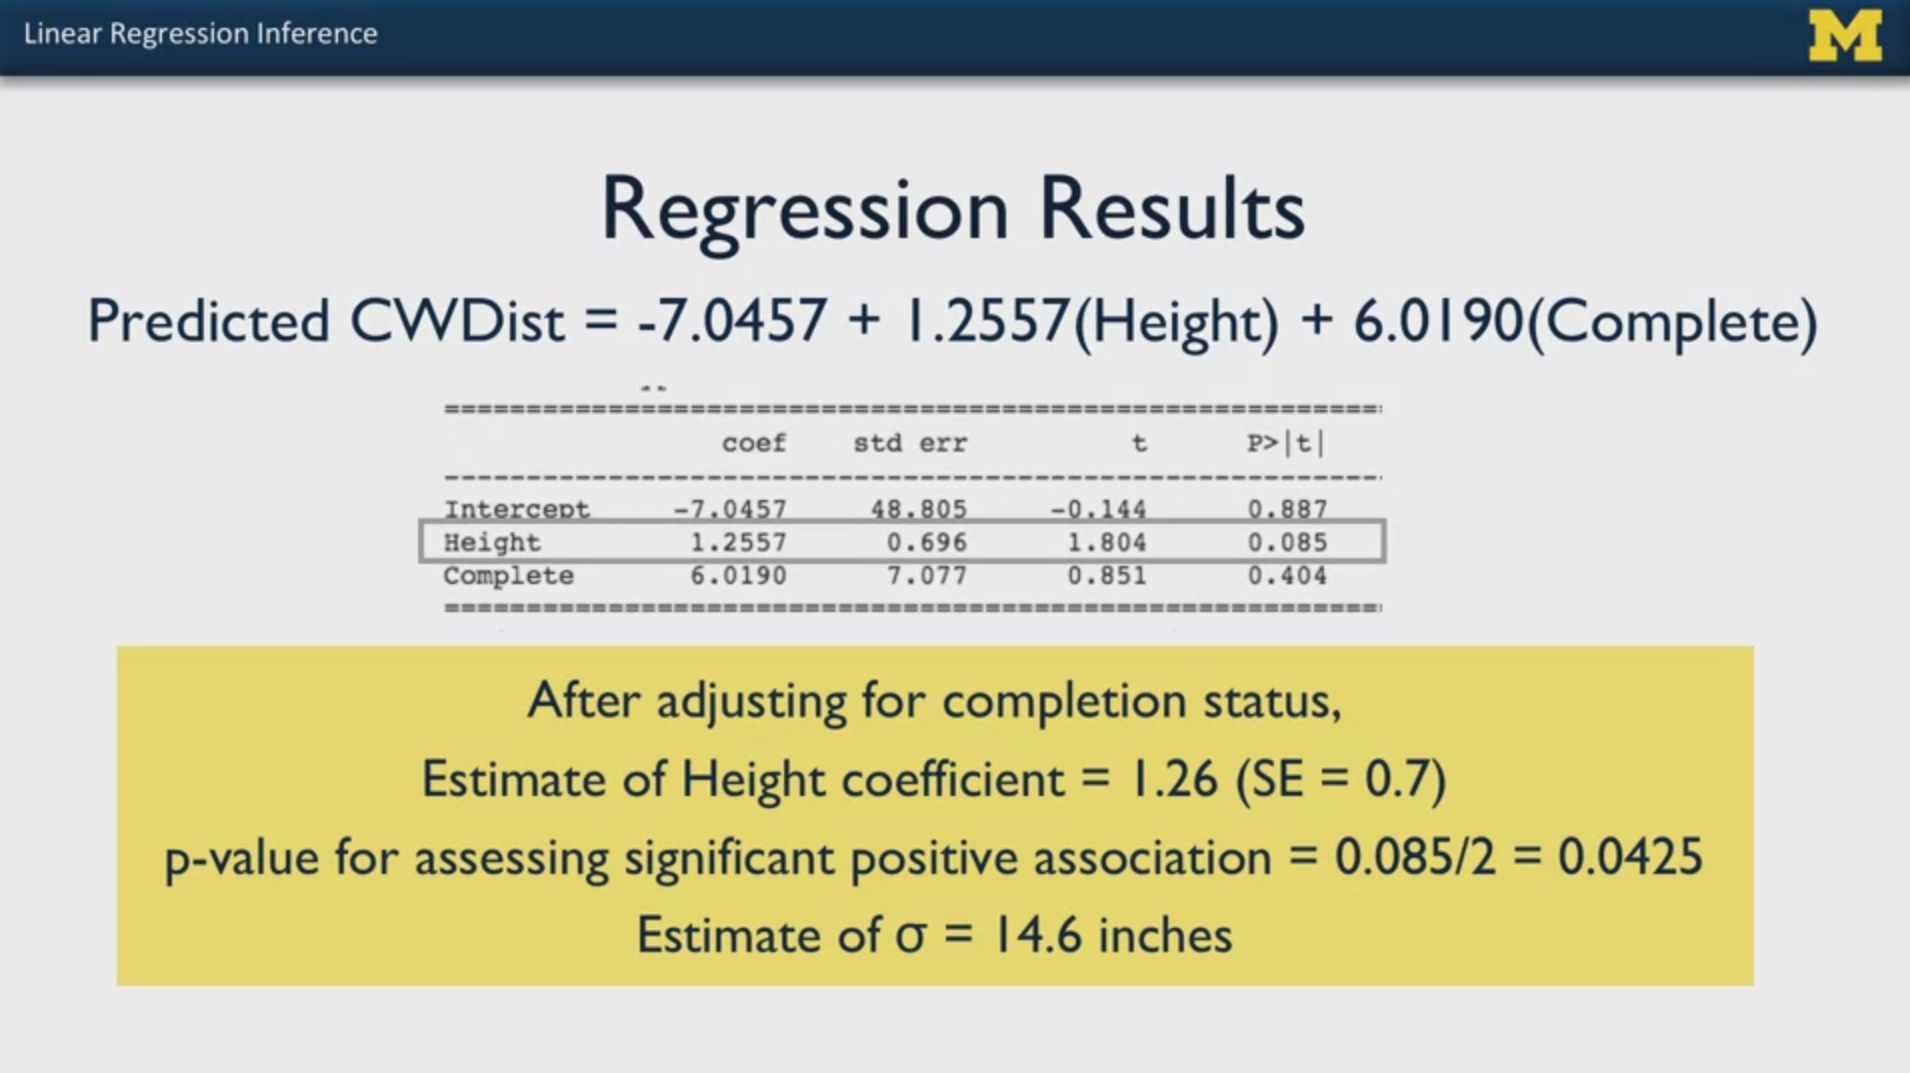 Linear Regression Inference
M
Regression Results
Predicted CWDist = -7.0457 + 1.2557(Height) + 6.0190(Complete)
coef std err t P>|t|
Intercept -7.0457 48.805 -0.144 0.887
Height 1.2557 0.696 1.804 0.085
Complete 6.0190 7.077 0.851 0.404
After adjusting for completion status,
Estimate of Height coefficient = 1.26 (SE = 0.7)
p-value for assessing significant positive association = 0.085/2 = 0.0425
Estimate of σ = 14.6 inches